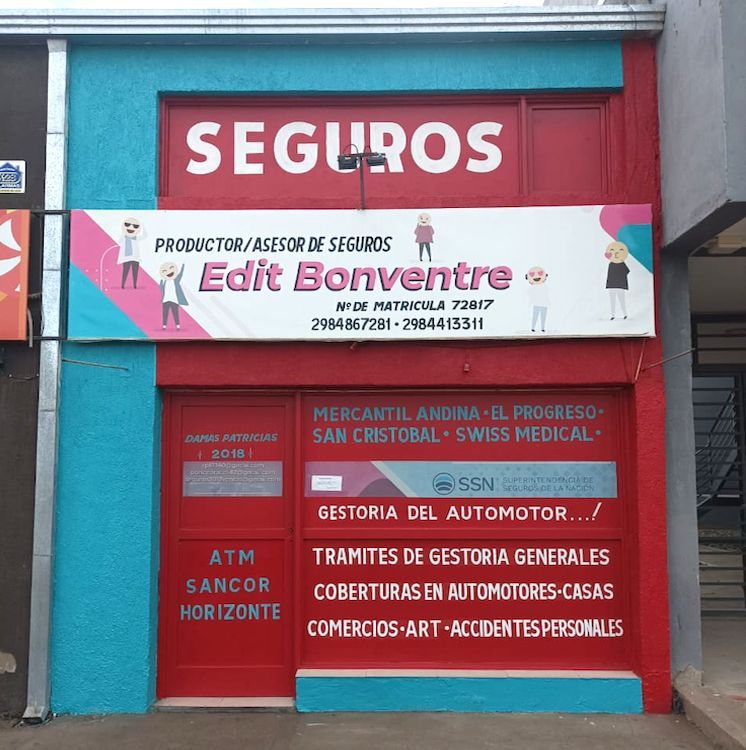 SEGUROS
PRODUCTOR/ASESOR DE SEGUROS
Edit Bonventre
Nº DE MATRICULA 72817
2984867281 • 2984413311
DAMAS PATRICIAS
2018
MERCANTIL ANDINA • EL PROGRESO •
SAN CRISTOBAL • SWISS MEDICAL •
SSN SUPERINTENDENCIA DE
SEGUROS DE LA NACIÓN
GESTORIA DEL AUTOMOTOR...!
ATM
SANCOR
HORIZONTE
TRAMITES DE GESTORIA GENERALES
COBERTURAS EN AUTOMOTORES • CASAS
COMERCIOS • ART • ACCIDENTES PERSONALES